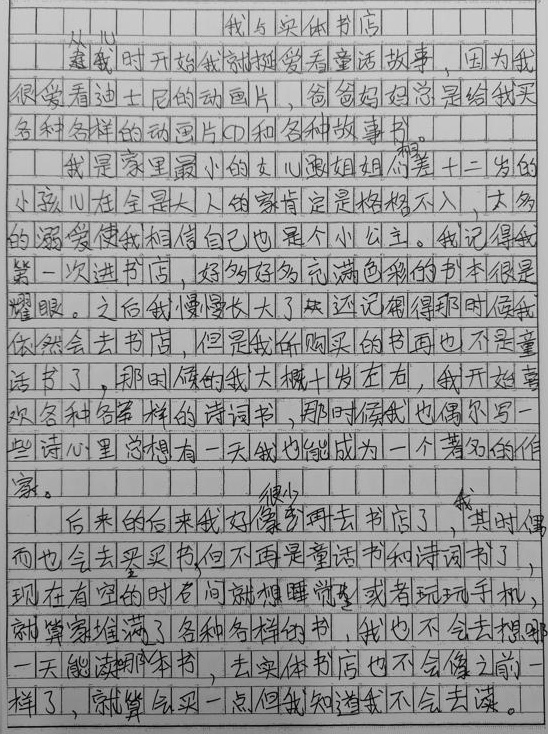 我与实体书店
从儿时开始我就挺爱看童话故事，因为我
很爱看迪士尼的动画片，爸爸妈妈总是给我买
各种各样的动画片CD和各种故事书。
我是家里最小的女儿跟姐姐相差十二岁的
小孩儿在全是大人的家肯定是格格不入，太多
的溺爱使我相信自己也是个小公主。我记得我
第一次进书店，好多好多充满色彩的书本很是
耀眼。之后我慢慢长大了还记得那时候我
依然会去书店，但是我所购买的书再也不是童
话书了，那时候的我大概十岁左右，我开始喜
欢各种各样的诗词书，那时候我也偶尔写一
些诗心里总想有一天我也能成为一个著名的作
家。
后来的后来我好像很少再去书店了，我其时偶
而也会去买书，但不再是童话书和诗词书了，
现在有空的时间就想睡觉或者玩玩手机，
就算家堆满了各种各样的书，我也不会去想哪
一天能读哪本书，去实体书店也不会像之前一
样了，就算会买一点但我知道我不会去读。